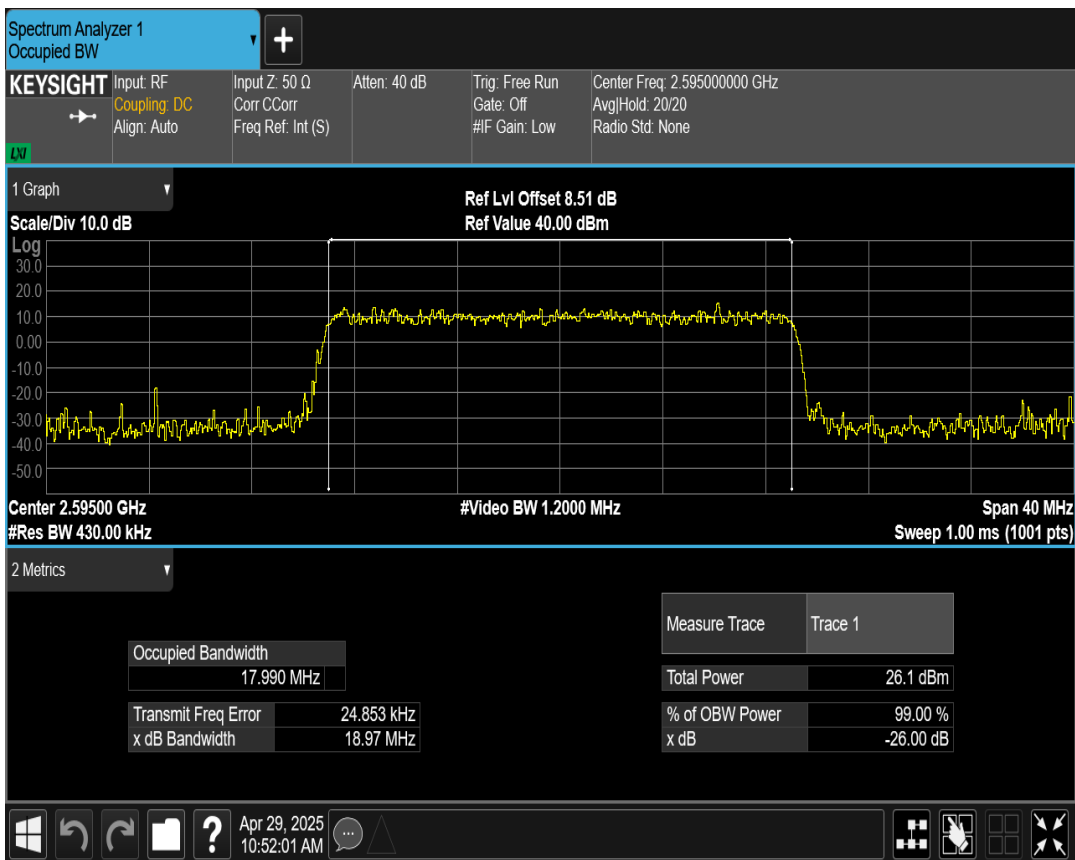 Spectrum Analyzer 1
Occupied BW
KEYSIGHT
LXI
Input: RF
Coupling: DC
Align: Auto
Input Z: 50 Ω
Corr CCorr
Freq Ref: Int (S)
Atten: 40 dB
Trig: Free Run
Gate: Off
#IF Gain: Low
Center Freq: 2.595000000 GHz
Avg|Hold: 20/20
Radio Std: None
1 Graph
Scale/Div 10.0 dB
Ref Lvl Offset 8.51 dB
Ref Value 40.00 dBm
Log
30.0
20.0
10.0
0.00
-10.0
-20.0
-30.0
-40.0
-50.0
Center 2.59500 GHz
#Video BW 1.2000 MHz
Span 40 MHz
#Res BW 430.00 kHz
Sweep 1.00 ms (1001 pts)
2 Metrics
Measure Trace Trace 1
Occupied Bandwidth
17.990 MHz
Total Power 26.1 dBm
Transmit Freq Error 24.853 kHz
% of OBW Power 99.00 %
x dB Bandwidth 18.97 MHz
x dB -26.00 dB
Apr 29, 2025
10:52:01 AM